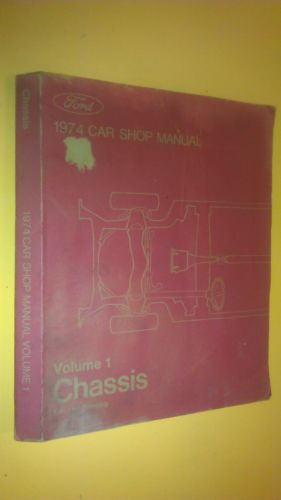 Ford
1974 CAR SHOP MANUAL
Volume 1
Chassis
Chassis
1974 CAR SHOP MANUAL VOLUME 1